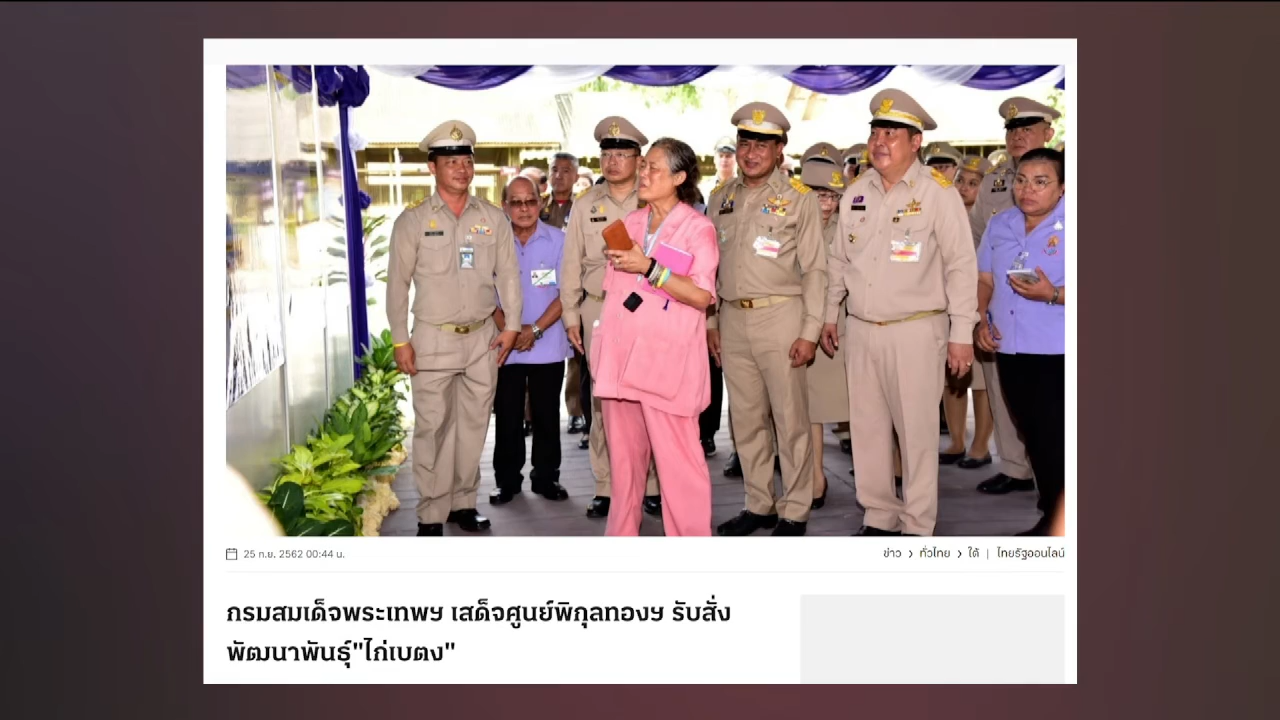 25 ก.ย. 2562 00:44 น.
ข่าว › ทั่วไทย › ใต้ | ไทยรัฐออนไลน์
กรมสมเด็จพระเทพฯ เสด็จศูนย์พิกุลทองฯ รับสั่ง
พัฒนาพันธุ์"ไก่เบตง"